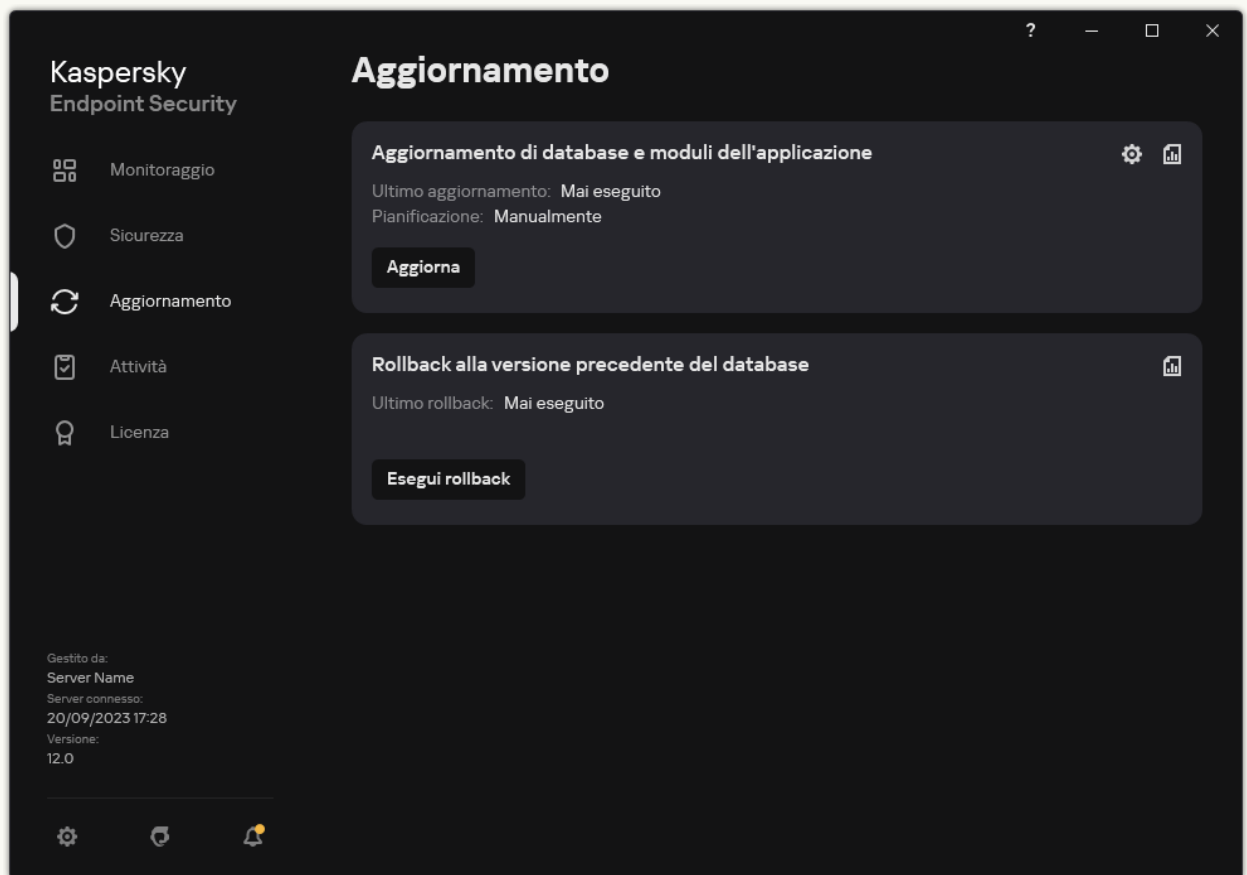 ?
Kaspersky
Endpoint Security
Monitoraggio
Sicurezza
Aggiornamento
Attività
Licenza
Gestito da:
Server Name
Server connesso:
20/09/2023 17:28
Versione:
12.0
Aggiornamento
Aggiornamento di database e moduli dell'applicazione
Ultimo aggiornamento: Mai eseguito
Pianificazione: Manualmente
Aggiorna
Rollback alla versione precedente del database
Ultimo rollback: Mai eseguito
Esegui rollback